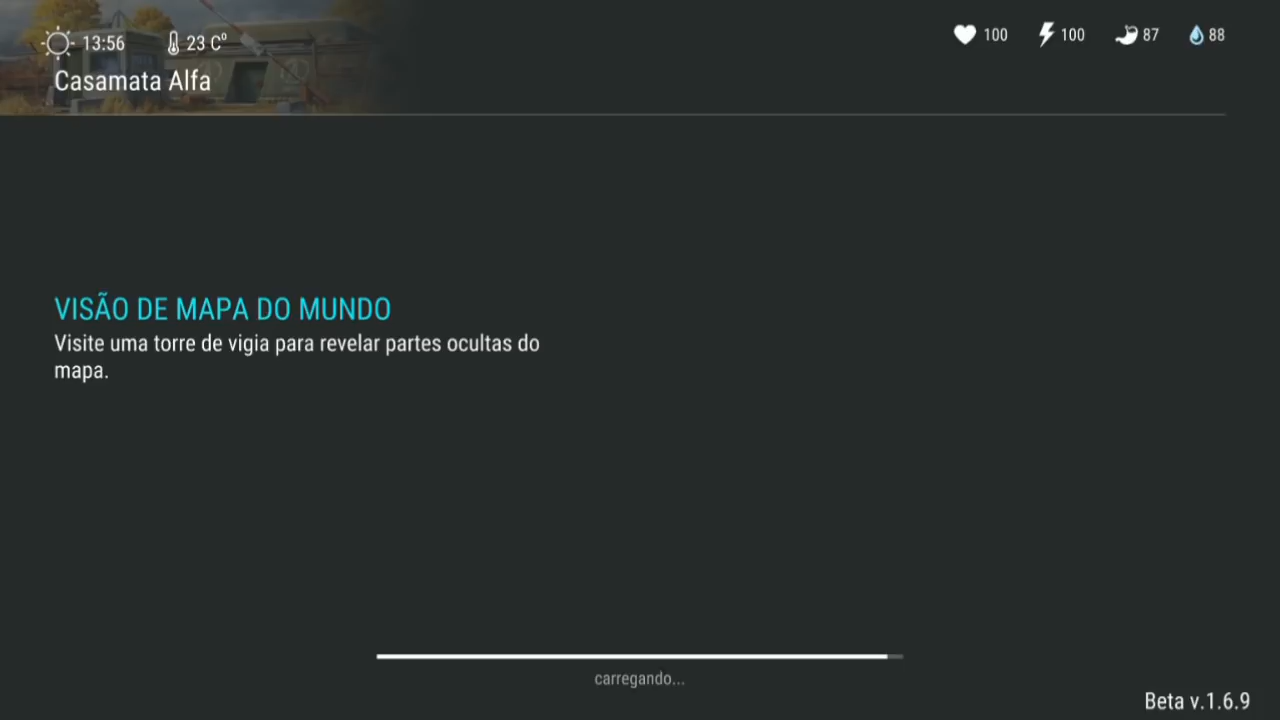 13:56 23 Cº
100 100 87 88
Casamata Alfa
VISÃO DE MAPA DO MUNDO
Visite uma torre de vigia para revelar partes ocultas do
mapa.
carregando...
Beta v.1.6.9